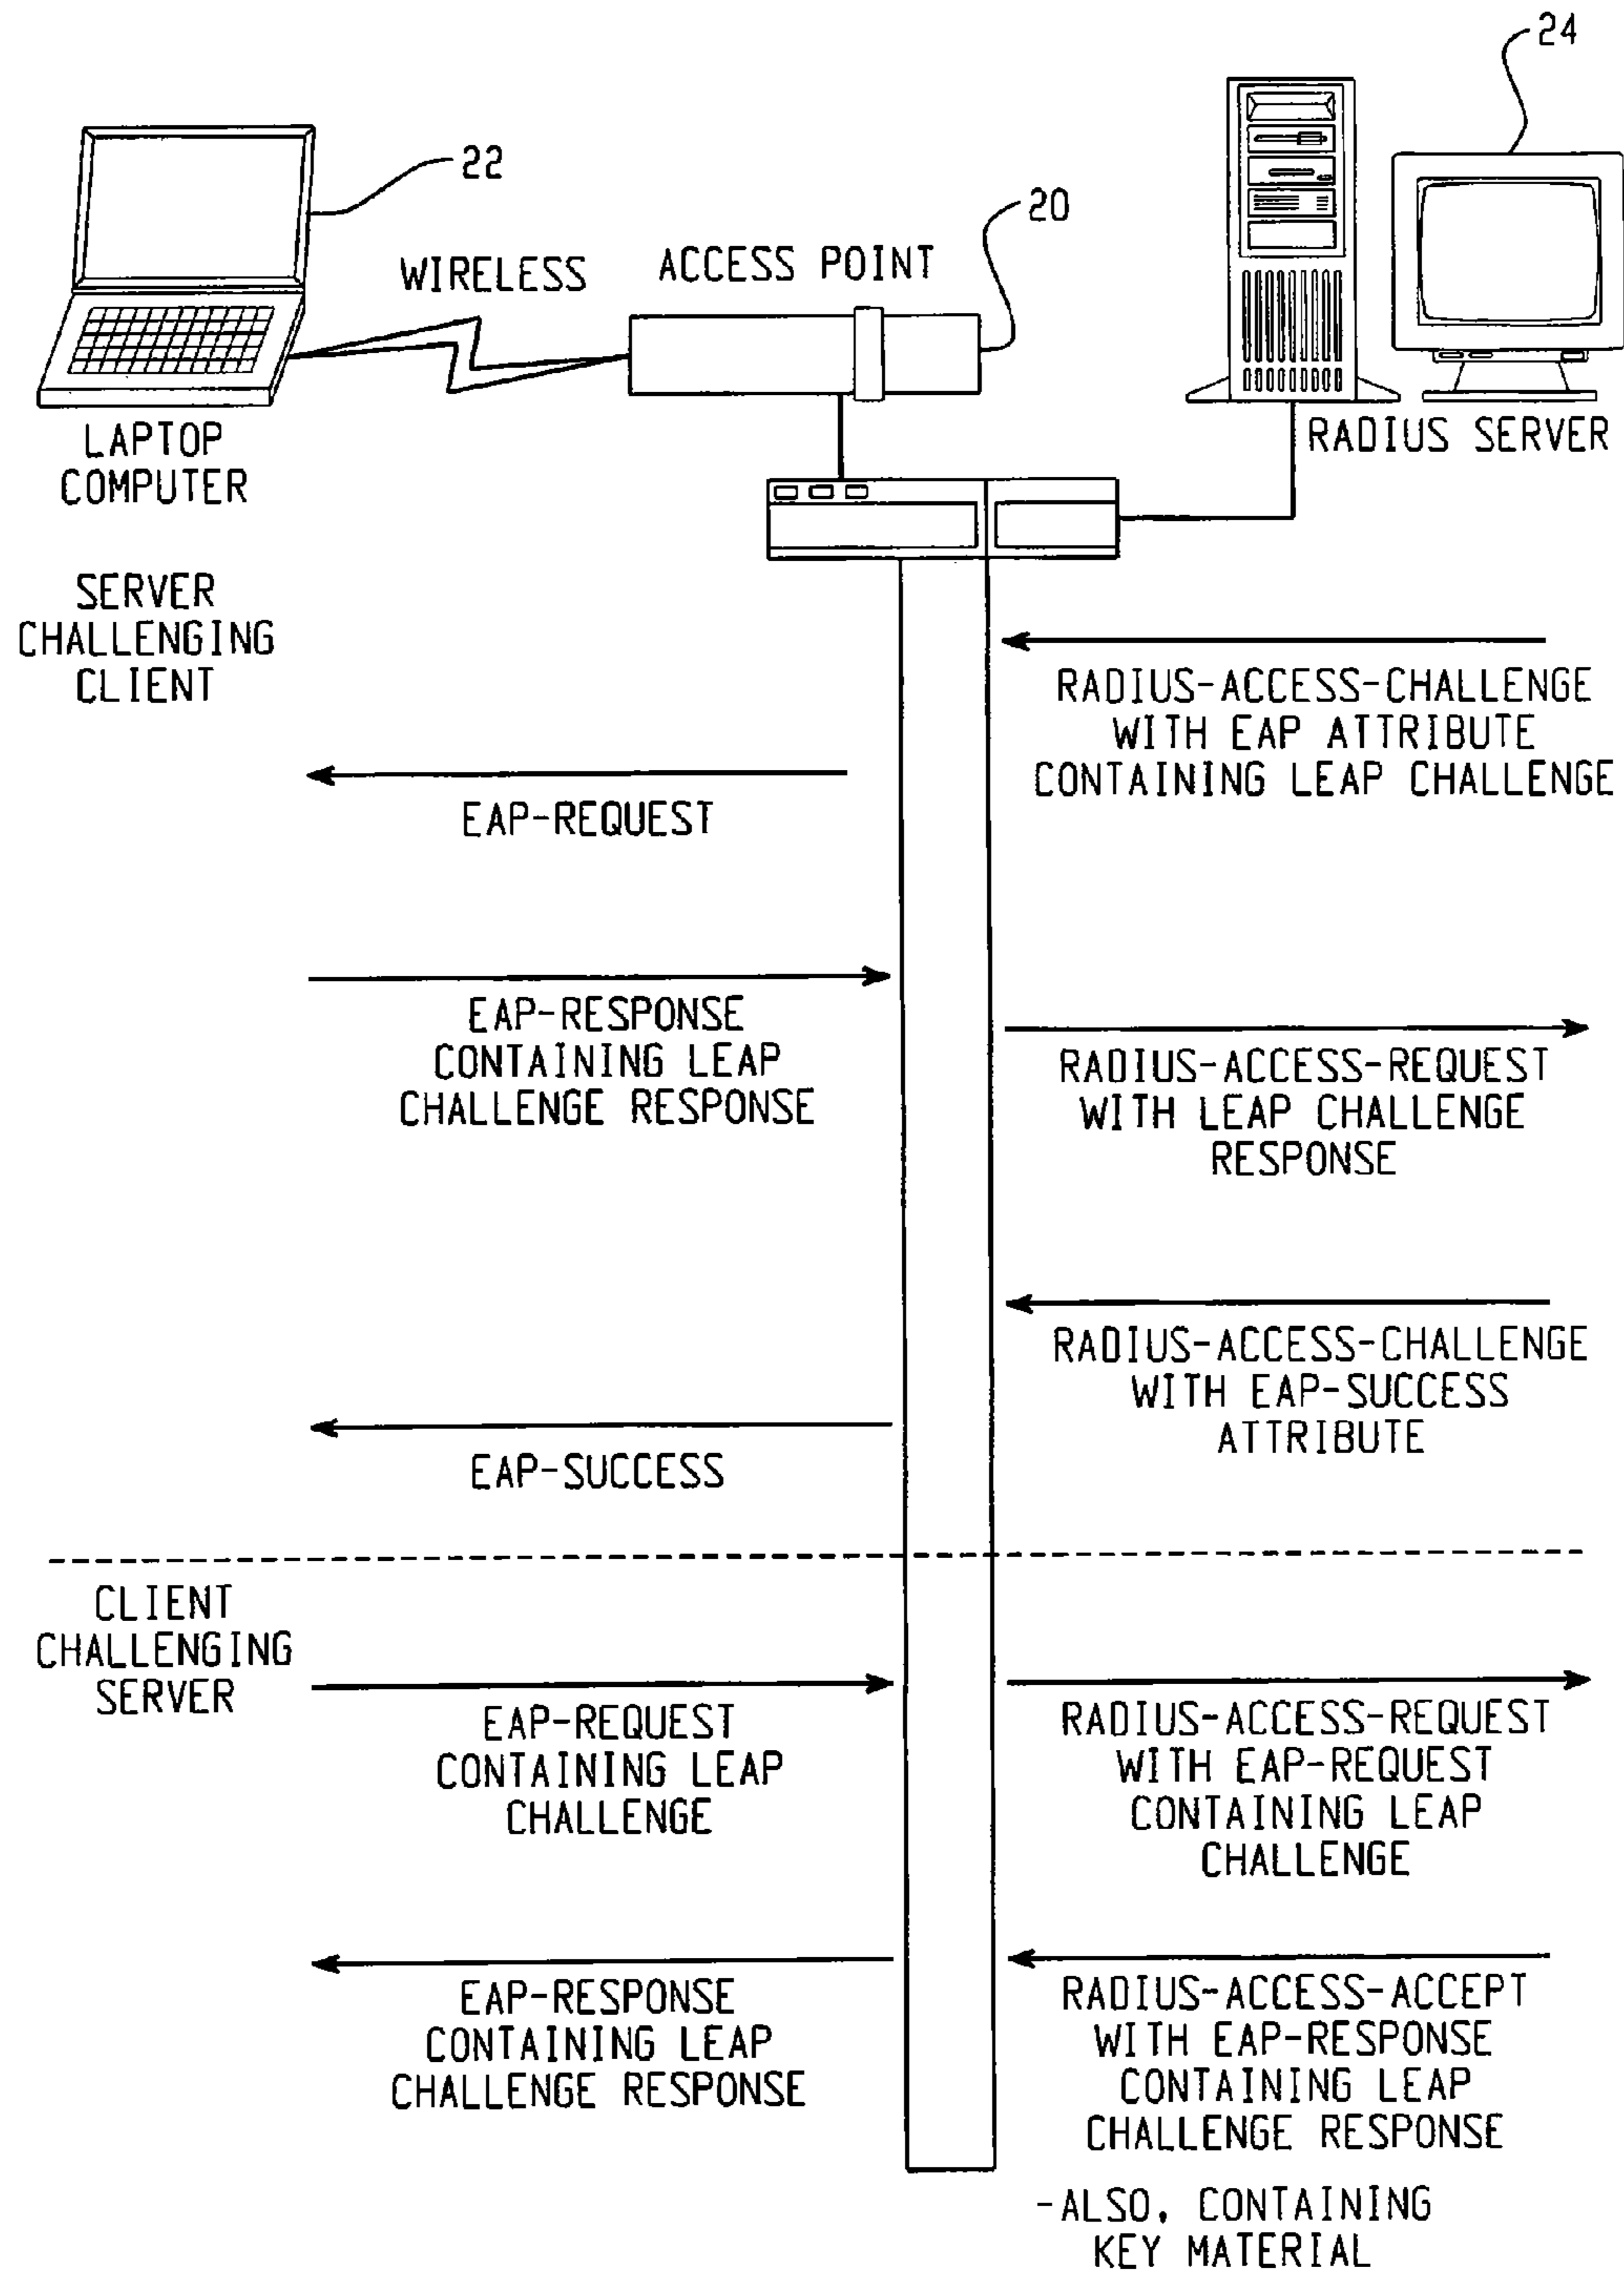 24
22
20
WIRELESS
ACCESS POINT
LAPTOP
COMPUTER
RADIUS SERVER
SERVER
CHALLENGING
CLIENT
RADIUS-ACCESS-CHALLENGE
WITH EAP ATTRIBUTE
CONTAINING LEAP CHALLENGE
EAP-REQUEST
EAP-RESPONSE
CONTAINING LEAP
CHALLENGE RESPONSE
RADIUS-ACCESS-REQUEST
WITH LEAP CHALLENGE
RESPONSE
RADIUS-ACCESS-CHALLENGE
WITH EAP-SUCCESS
ATTRIBUTE
EAP-SUCCESS
CLIENT
CHALLENGING
SERVER
EAP-REQUEST
CONTAINING LEAP
CHALLENGE
RADIUS-ACCESS-REQUEST
WITH EAP-REQUEST
CONTAINING LEAP
CHALLENGE
EAP-RESPONSE
CONTAINING LEAP
CHALLENGE RESPONSE
RADIUS-ACCESS-ACCEPT
WITH EAP-RESPONSE
CONTAINING LEAP
CHALLENGE RESPONSE
-ALSO, CONTAINING
KEY MATERIAL